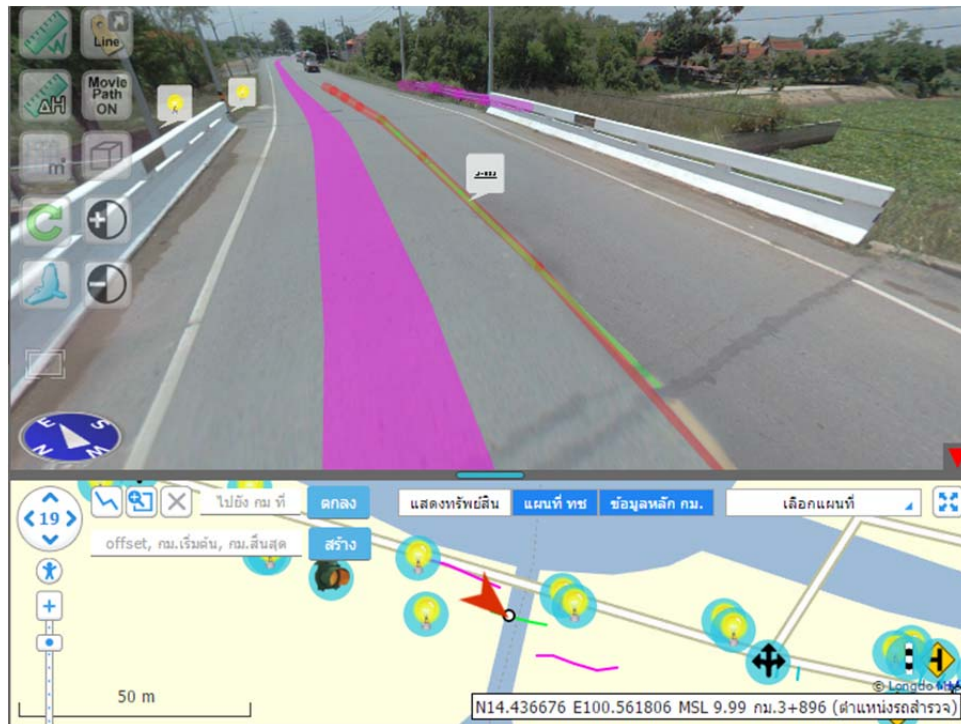 W
Line
ΔH
Movie
Path
ON
mi
E S
N W
19
ไปยัง กม ที่
ตกลง
แสดงทรัพย์สิน
แผนที่ ทช
ข้อมูลหลัก กม.
เลือกแผนที่
offset, กม.เริ่มต้น, กม.สิ้นสุด
สร้าง
50 m
© Longdo Map
N14.436676 E100.561806 MSL 9.99 กม.3+896 (ตำแหน่งรถสำรวจ)